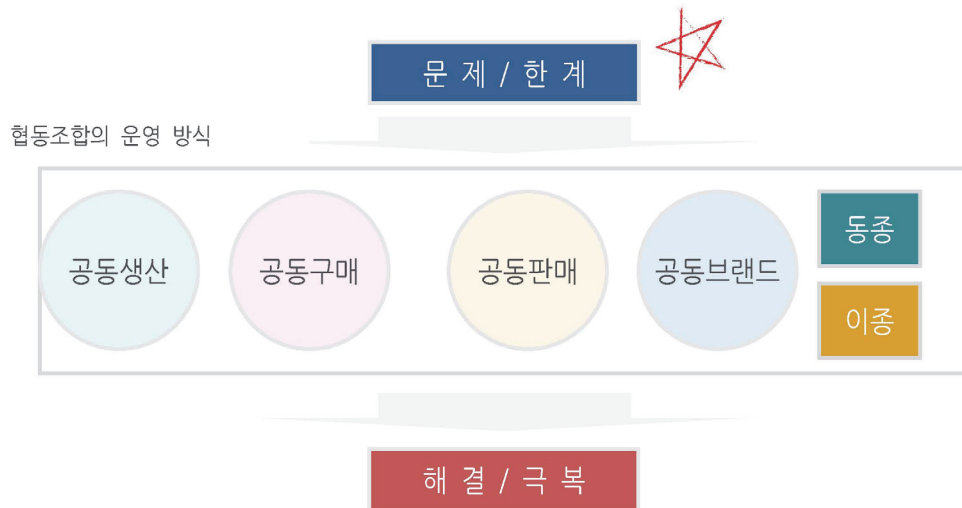 문 제 / 한 계
협동조합의 운영 방식
공동생산
공동구매
공동판매
공동브랜드
동종
이종
해 결 / 극 복